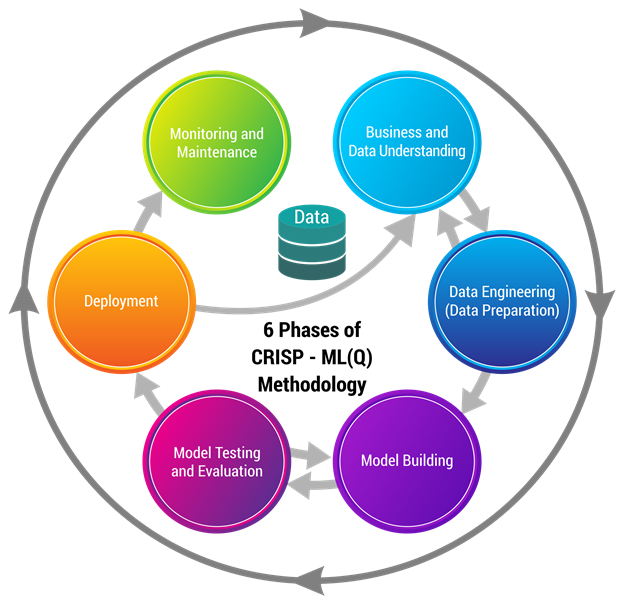 Monitoring and
Maintenance
Business and
Data Understanding
Data
Deployment
Data Engineering
(Data Preparation)
6 Phases of
CRISP - ML(Q)
Methodology
Model Testing
and Evaluation
Model Building